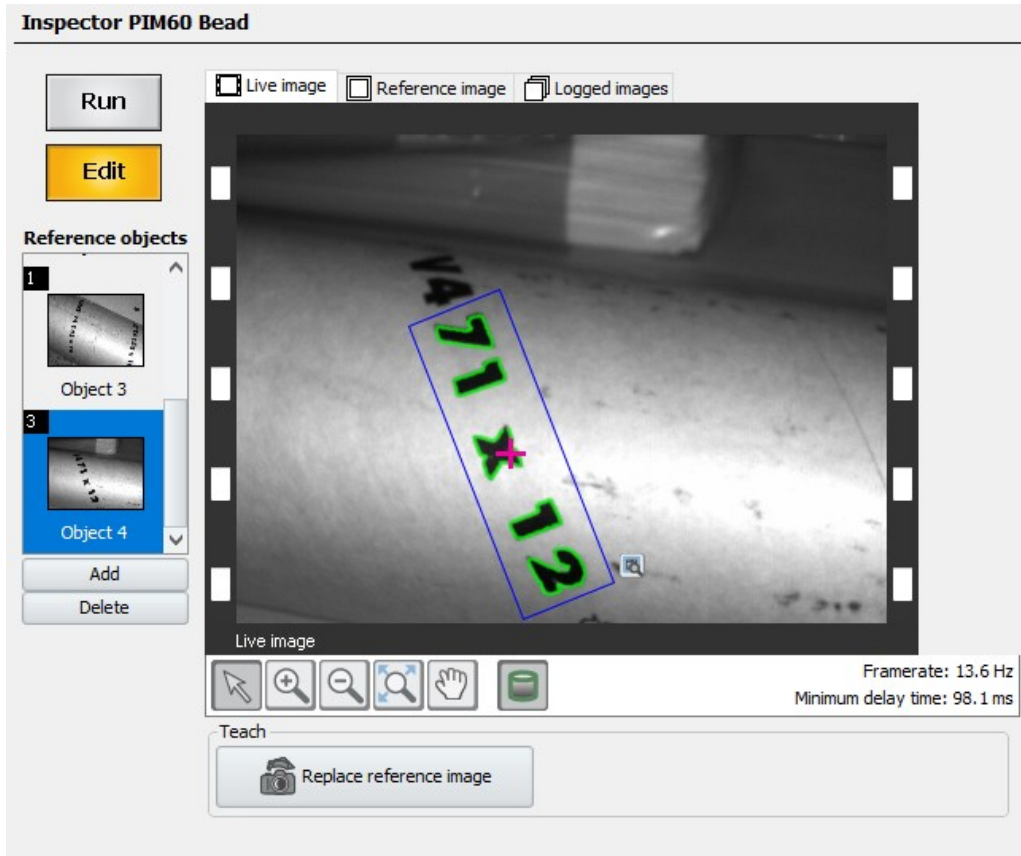 Inspector PIM60 Bead
Run
Edit
Live image
Reference image
Logged images
Reference objects
1
Object 3
3
Object 4
Add
Delete
V471 x 12
Live image
Framerate: 13.6 Hz
Minimum delay time: 98.1 ms
Teach
Replace reference image